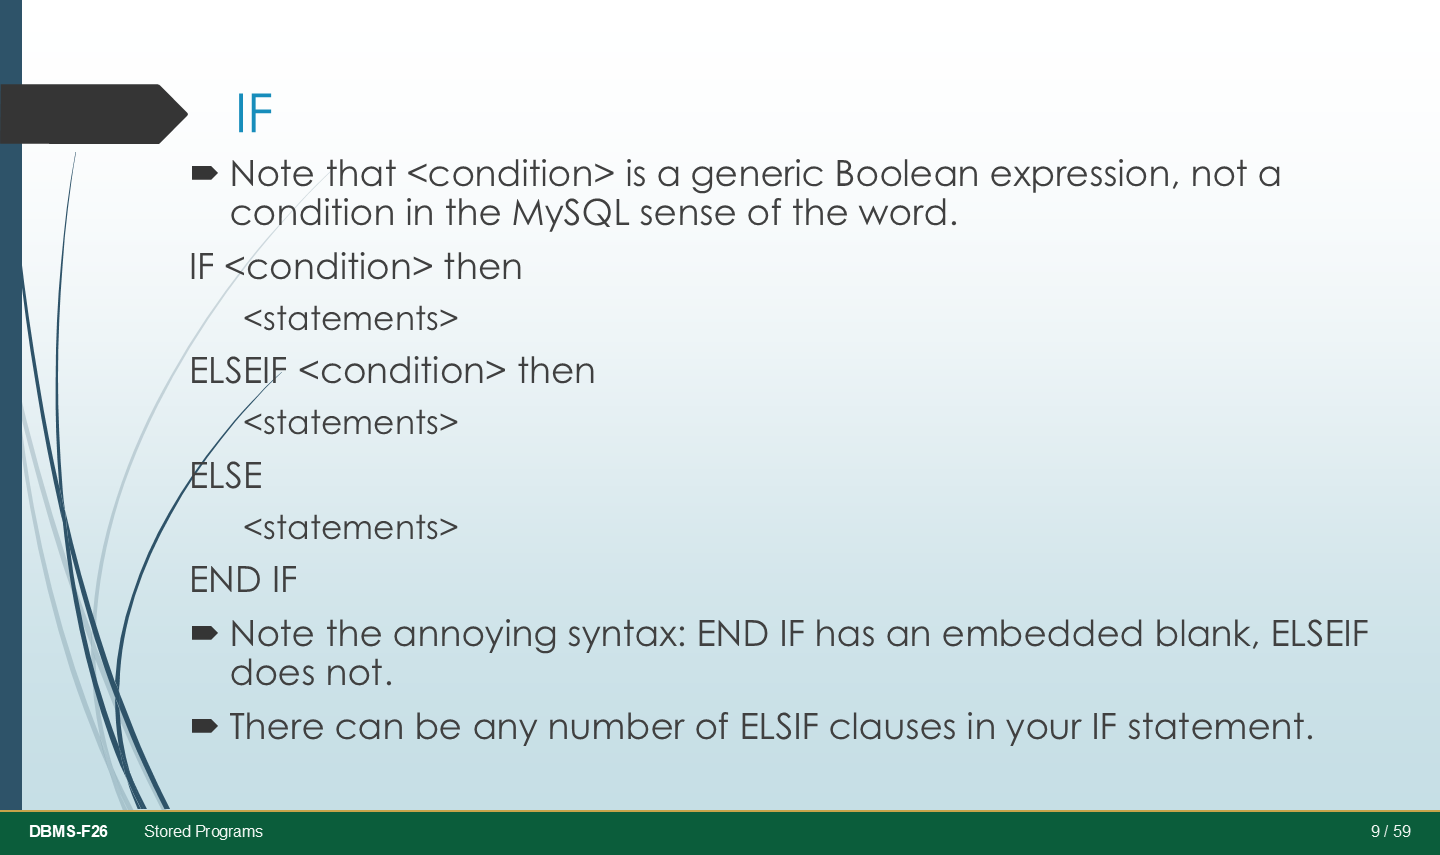 IF
Note that <condition> is a generic Boolean expression, not a
condition in the MySQL sense of the word.
IF <condition> then
<statements>
ELSEIF <condition> then
<statements>
ELSE
<statements>
END IF
Note the annoying syntax: END IF has an embedded blank, ELSEIF
does not.
There can be any number of ELSIF clauses in your IF statement.
DBMS-F26 Stored Programs 9 / 59